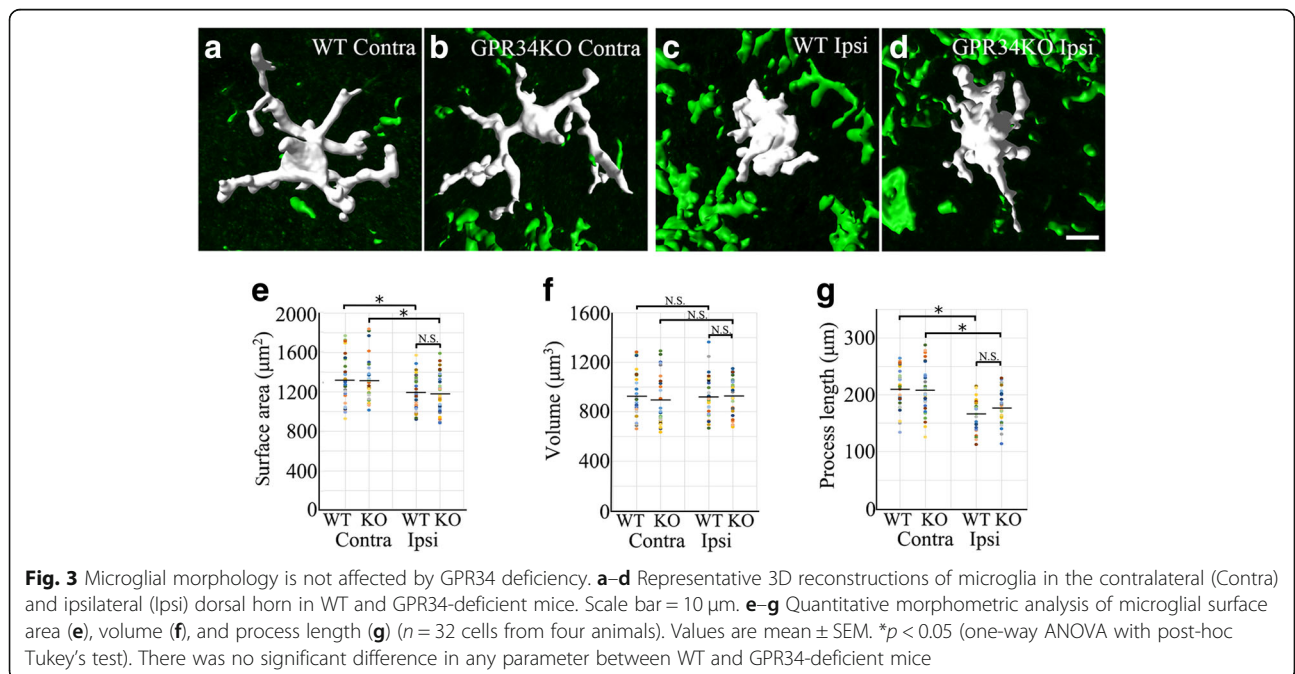 a WT Contra
b GPR34KO Contra
c WT Ipsi
d GPR34KO Ipsi
e
Surface area (μm²)
2000
1600
1200
800
400
0
*
*
N.S.
WT KO WT KO
Contra Ipsi
f
Volume (μm³)
1600
1200
800
400
0
N.S.
N.S.
N.S.
WT KO WT KO
Contra Ipsi
g
Process length (μm)
300
200
100
0
*
*
N.S.
WT KO WT KO
Contra Ipsi
Fig. 3 Microglial morphology is not affected by GPR34 deficiency. a–d Representative 3D reconstructions of microglia in the contralateral (Contra)
and ipsilateral (Ipsi) dorsal horn in WT and GPR34-deficient mice. Scale bar = 10 μm. e–g Quantitative morphometric analysis of microglial surface
area (e), volume (f), and process length (g) (n = 32 cells from four animals). Values are mean ± SEM. *p < 0.05 (one-way ANOVA with post-hoc
Tukey's test). There was no significant difference in any parameter between WT and GPR34-deficient mice